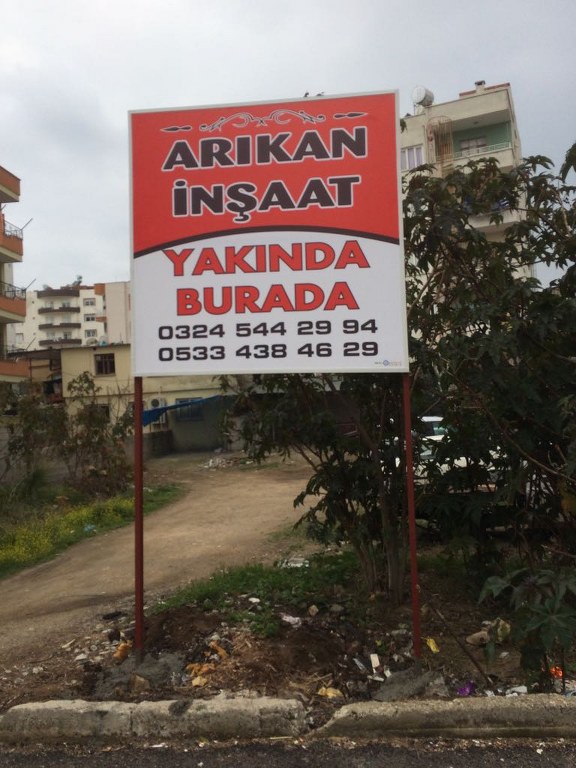 ARIKAN
İNŞAAT
YAKINDA
BURADA
0324 544 29 94
0533 438 46 29